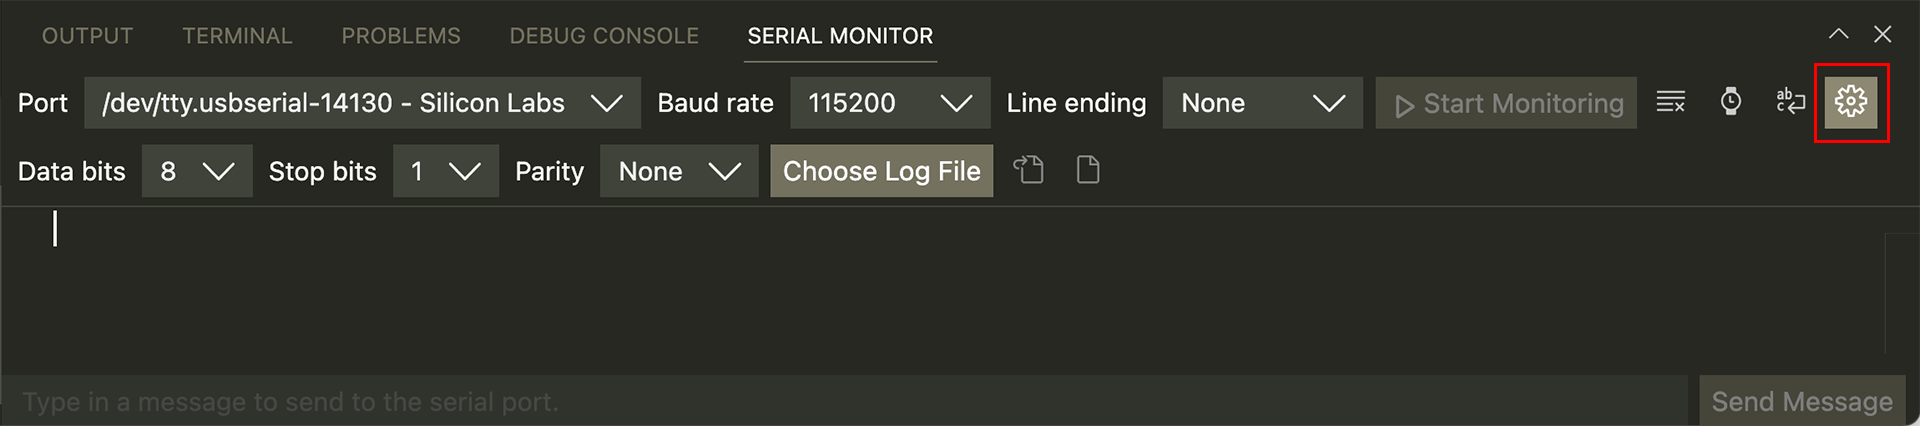 OUTPUT TERMINAL PROBLEMS DEBUG CONSOLE SERIAL MONITOR
Port /dev/tty.usbserial-14130 - Silicon Labs Baud rate 115200 Line ending None Start Monitoring
Data bits 8 Stop bits 1 Parity None Choose Log File
Type in a message to send to the serial port. Send Message